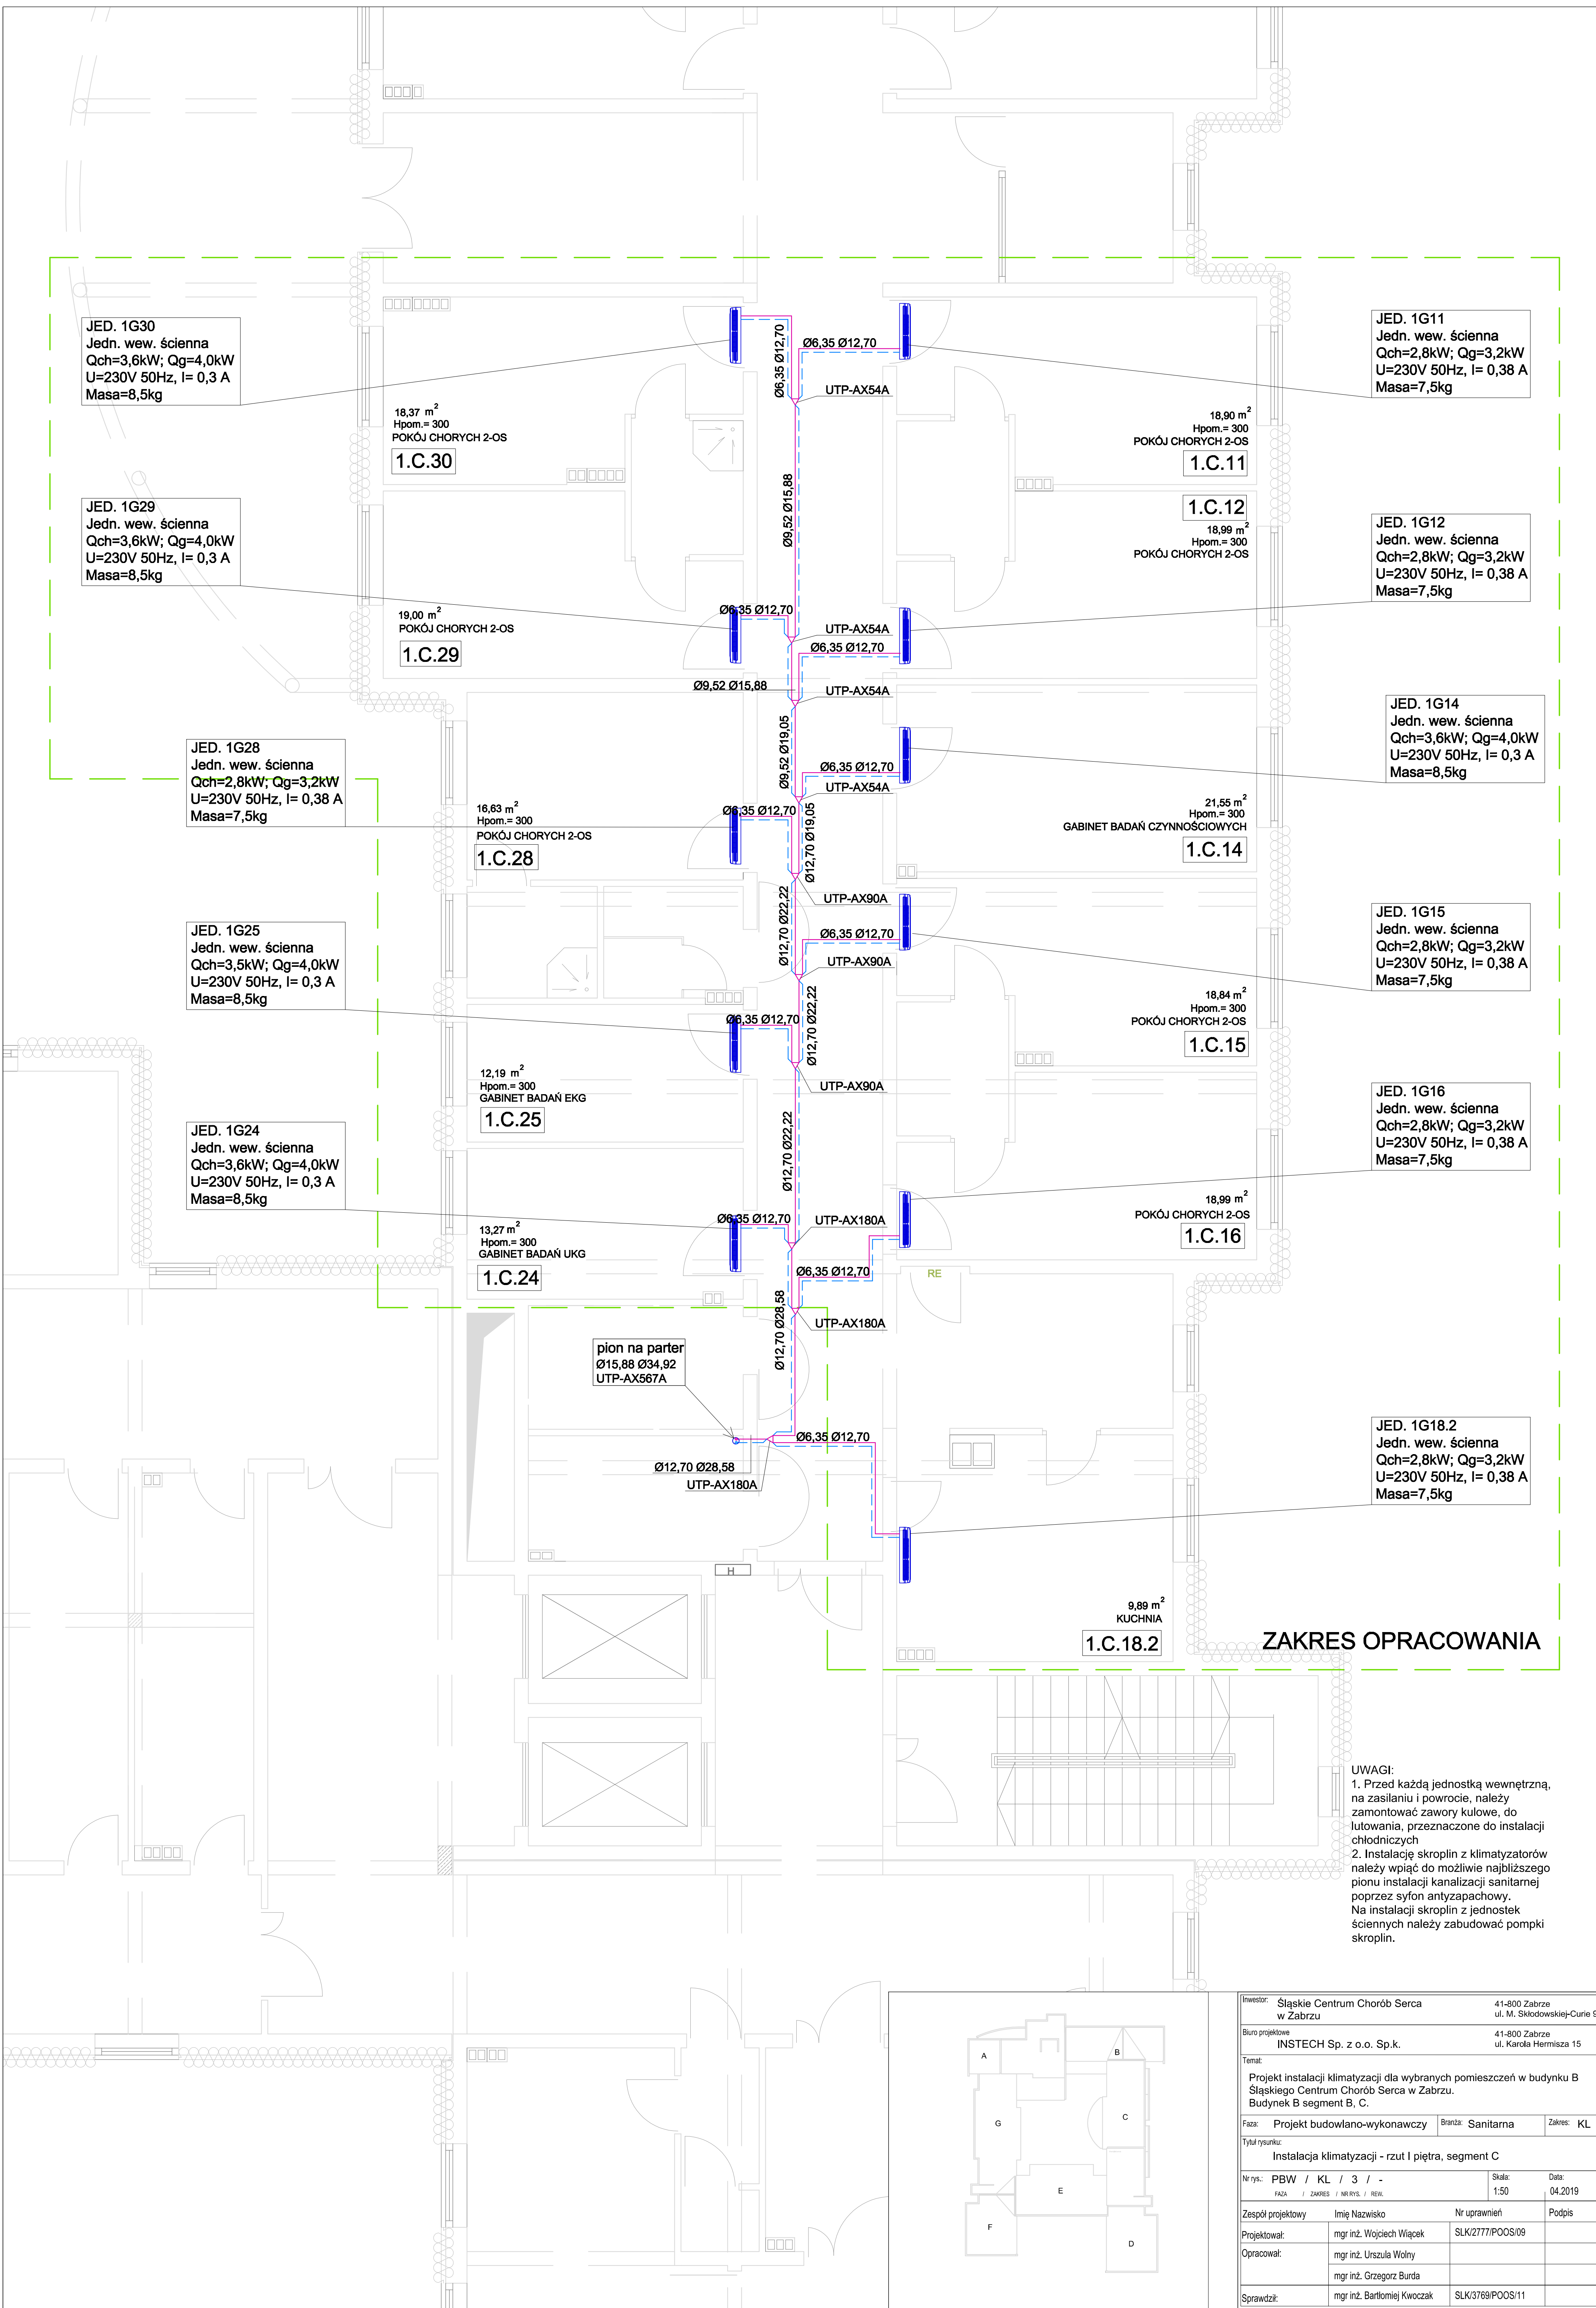 JED. 1G30
Jedn. wew. ścienna
Qch=3,6kW; Qg=4,0kW
U=230V 50Hz, I= 0,3 A
Masa=8,5kg
JED. 1G29
Jedn. wew. ścienna
Qch=3,6kW; Qg=4,0kW
U=230V 50Hz, I= 0,3 A
Masa=8,5kg
JED. 1G28
Jedn. wew. ścienna
Qch=2,8kW; Qg=3,2kW
U=230V 50Hz, I= 0,38 A
Masa=7,5kg
JED. 1G25
Jedn. wew. ścienna
Qch=3,5kW; Qg=4,0kW
U=230V 50Hz, I= 0,3 A
Masa=8,5kg
JED. 1G24
Jedn. wew. ścienna
Qch=3,6kW; Qg=4,0kW
U=230V 50Hz, I= 0,3 A
Masa=8,5kg
18,37 m²
Hpom.= 300
POKÓJ CHORYCH 2-OS
1.C.30
19,00 m²
POKÓJ CHORYCH 2-OS
1.C.29
16,63 m²
Hpom.= 300
POKÓJ CHORYCH 2-OS
1.C.28
12,19 m²
Hpom.= 300
GABINET BADAŃ EKG
1.C.25
13,27 m²
Hpom.= 300
GABINET BADAŃ UKG
1.C.24
Ø6,35 Ø12,70
Ø6,35 Ø12,70
UTP-AX54A
Ø9,52 Ø15,88
Ø6,35 Ø12,70
UTP-AX54A
Ø6,35 Ø12,70
Ø9,52 Ø15,88
UTP-AX54A
Ø9,52 Ø19,05
Ø6,35 Ø12,70
UTP-AX54A
Ø6,35 Ø12,70
Ø12,70 Ø19,05
UTP-AX90A
Ø12,70 Ø22,22
Ø6,35 Ø12,70
UTP-AX90A
Ø6,35 Ø12,70
Ø12,70 Ø22,22
UTP-AX90A
Ø12,70 Ø22,22
Ø6,35 Ø12,70
UTP-AX180A
Ø6,35 Ø12,70
UTP-AX180A
Ø12,70 Ø28,58
pion na parter
Ø15,88 Ø34,92
UTP-AX567A
Ø6,35 Ø12,70
Ø12,70 Ø28,58
UTP-AX180A
H
RE
18,90 m²
Hpom.= 300
POKÓJ CHORYCH 2-OS
1.C.11
1.C.12
18,99 m²
Hpom.= 300
POKÓJ CHORYCH 2-OS
21,55 m²
Hpom.= 300
GABINET BADAŃ CZYNNOŚCIOWYCH
1.C.14
18,84 m²
Hpom.= 300
POKÓJ CHORYCH 2-OS
1.C.15
18,99 m²
POKÓJ CHORYCH 2-OS
1.C.16
9,89 m²
KUCHNIA
1.C.18.2
JED. 1G11
Jedn. wew. ścienna
Qch=2,8kW; Qg=3,2kW
U=230V 50Hz, I= 0,38 A
Masa=7,5kg
JED. 1G12
Jedn. wew. ścienna
Qch=2,8kW; Qg=3,2kW
U=230V 50Hz, I= 0,38 A
Masa=7,5kg
JED. 1G14
Jedn. wew. ścienna
Qch=3,6kW; Qg=4,0kW
U=230V 50Hz, I= 0,3 A
Masa=8,5kg
JED. 1G15
Jedn. wew. ścienna
Qch=2,8kW; Qg=3,2kW
U=230V 50Hz, I= 0,38 A
Masa=7,5kg
JED. 1G16
Jedn. wew. ścienna
Qch=2,8kW; Qg=3,2kW
U=230V 50Hz, I= 0,38 A
Masa=7,5kg
JED. 1G18.2
Jedn. wew. ścienna
Qch=2,8kW; Qg=3,2kW
U=230V 50Hz, I= 0,38 A
Masa=7,5kg
ZAKRES OPRACOWANIA
UWAGI:
1. Przed każdą jednostką wewnętrzną,
na zasilaniu i powrocie, należy
zamontować zawory kulowe, do
lutowania, przeznaczone do instalacji
chłodniczych
2. Instalację skroplin z klimatyzatorów
należy wpiąć do możliwie najbliższego
pionu instalacji kanalizacji sanitarnej
poprzez syfon antyzapachowy.
Na instalacji skroplin z jednostek
ściennych należy zabudować pompki
skroplin.
A
B
G
C
E
F
D
Inwestor: Śląskie Centrum Chorób Serca 41-800 Zabrze
w Zabrzu ul. M. Skłodowskiej-Curie 9
Biuro projektowe 41-800 Zabrze
INSTECH Sp. z o.o. Sp.k. ul. Karola Hermisza 15
Temat:
Projekt instalacji klimatyzacji dla wybranych pomieszczeń w budynku B
Śląskiego Centrum Chorób Serca w Zabrzu.
Budynek B segment B, C.
Faza: Projekt budowlano-wykonawczy Branża: Sanitarna Zakres: KL
Tytuł rysunku:
Instalacja klimatyzacji - rzut I piętra, segment C
Nr rys.: PBW / KL / 3 / - Skala: Data:
FAZA / ZAKRES / NR RYS. / REW. 1:50 04.2019
Zespół projektowy Imię Nazwisko Nr uprawnień Podpis
Projektował: mgr inż. Wojciech Wiącek SLK/2777/POOS/09
Opracował: mgr inż. Urszula Wolny
mgr inż. Grzegorz Burda
Sprawdził: mgr inż. Bartłomiej Kwoczak SLK/3769/POOS/11